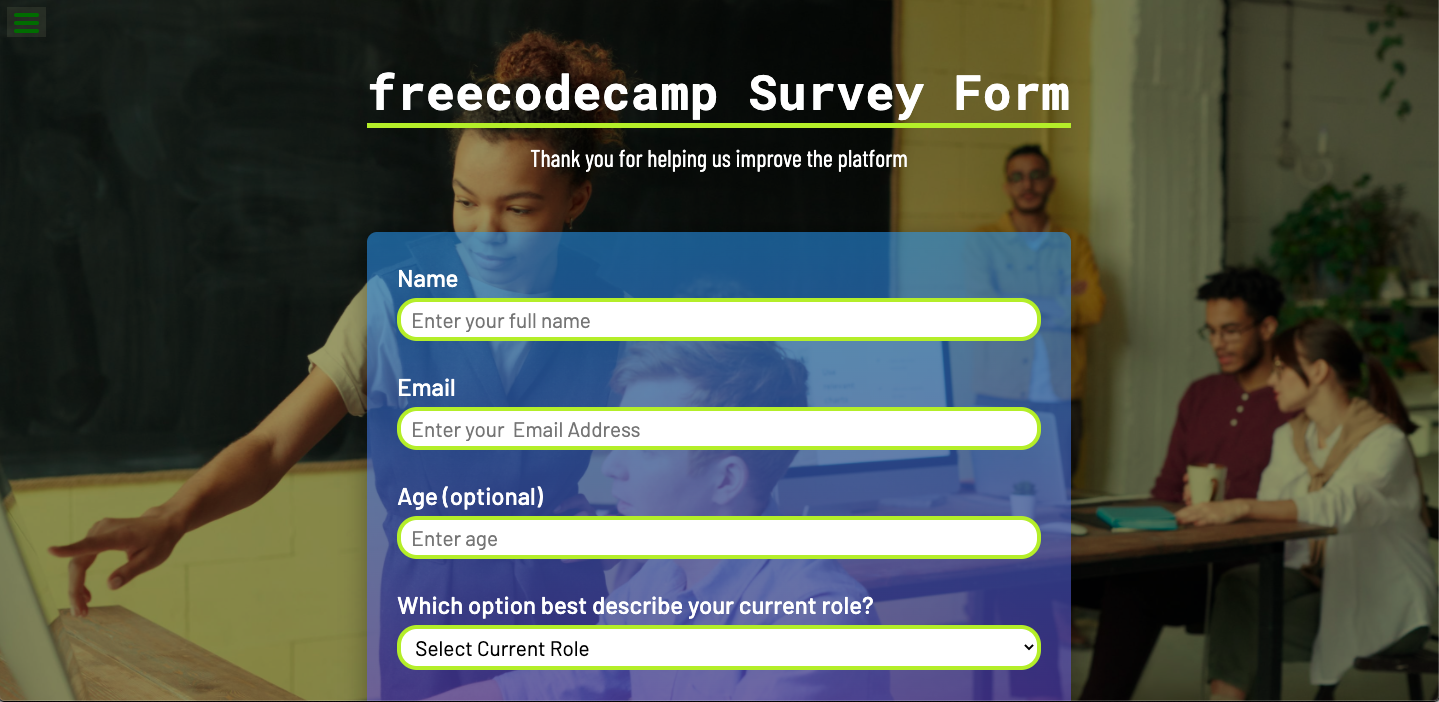 freecodecamp Survey Form
Thank you for helping us improve the platform
Name
Enter your full name
Email
Enter your  Email Address
Age (optional)
Enter age
Which option best describe your current role?
Select Current Role